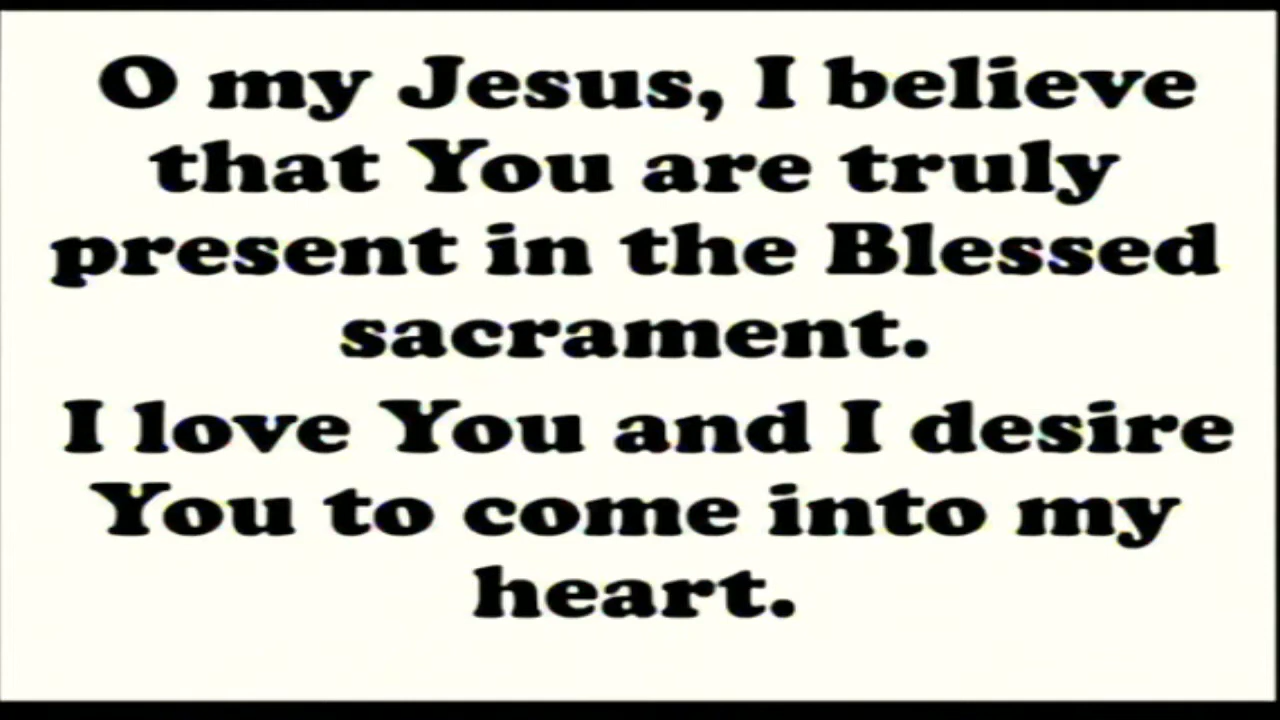 O my Jesus, I believe
that You are truly
present in the Blessed
sacrament.
I love You and I desire
You to come into my
heart.